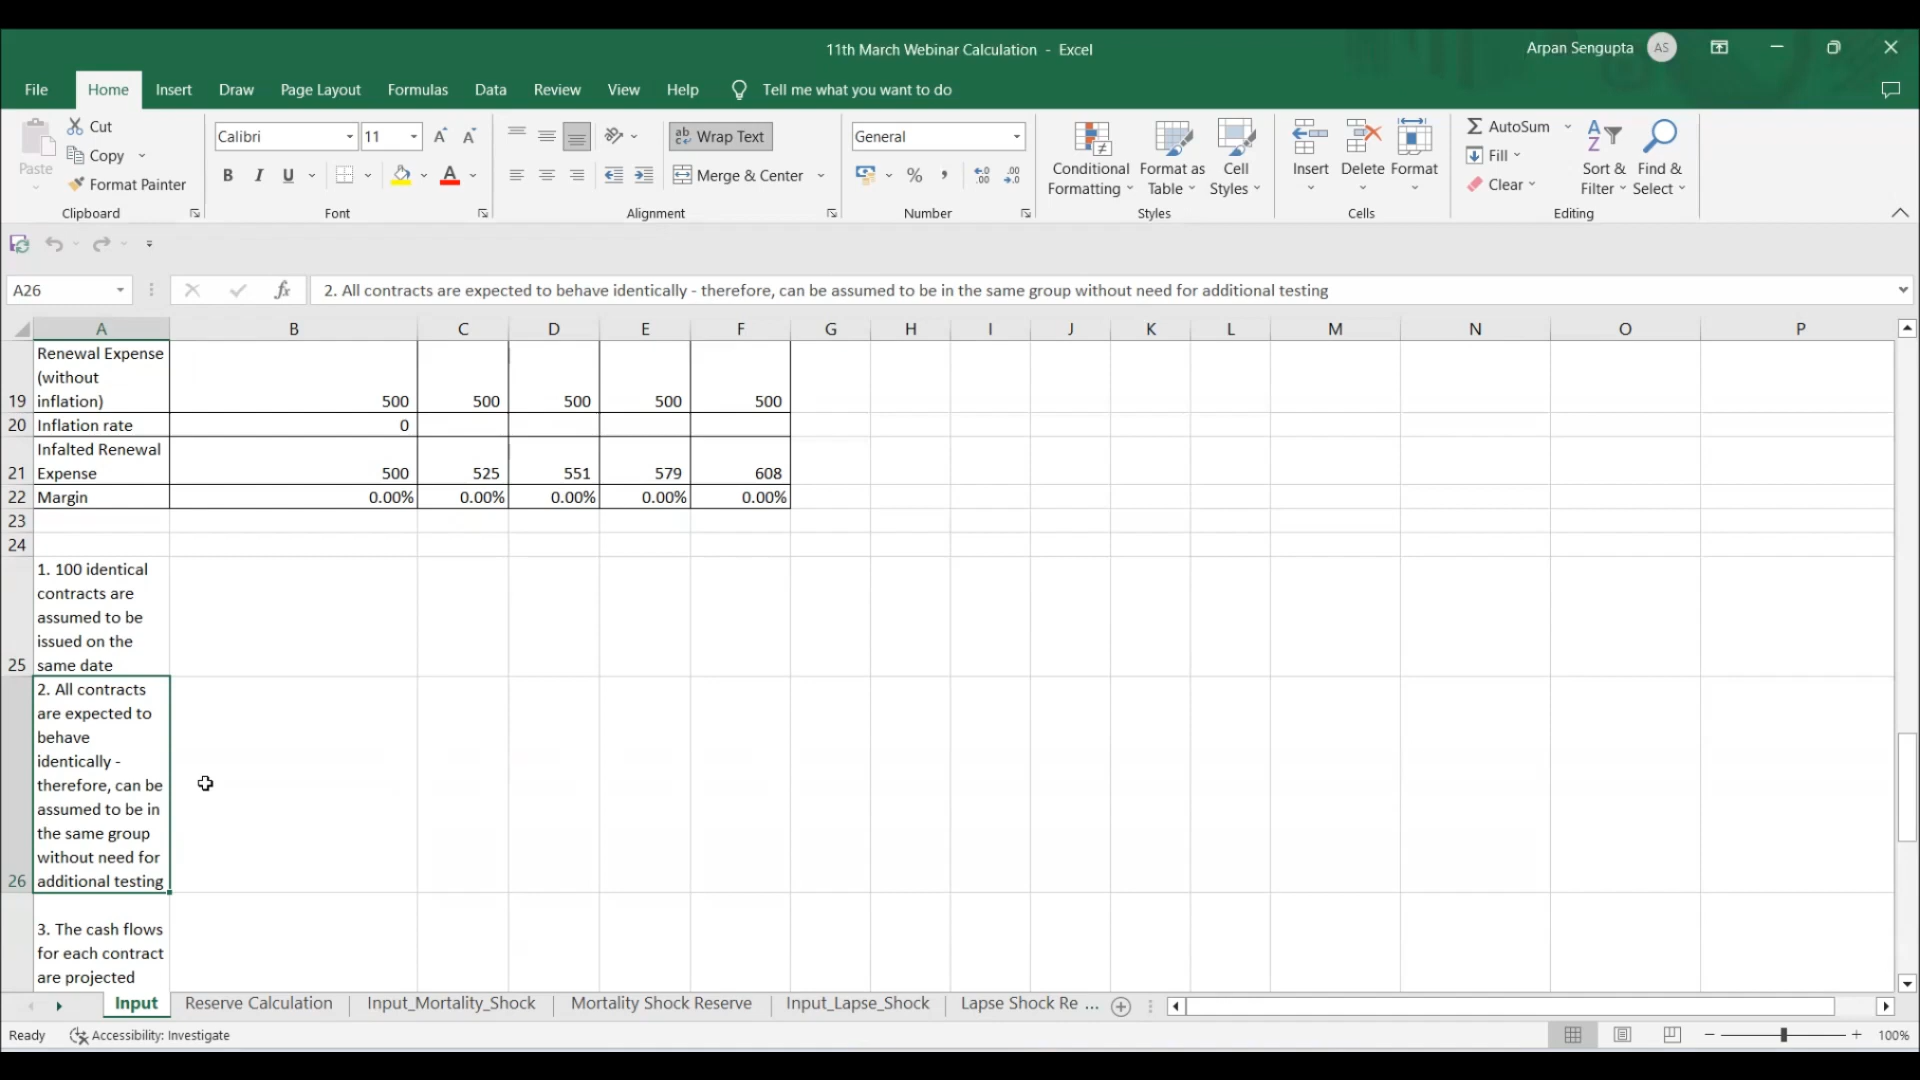 11th March Webinar Calculation - Excel
Arpan Sengupta AS
File Home Insert Draw Page Layout Formulas Data Review View Help Tell me what you want to do
Paste
Cut
Copy
Format Painter
Clipboard
Calibri 11
B I U
Font
Wrap Text
Merge & Center
Alignment
General
Number
Conditional Formatting
Format as Table
Cell Styles
Styles
Insert Delete Format
Cells
AutoSum
Fill
Clear
Sort & Filter
Find & Select
Editing
A26 fx 2. All contracts are expected to behave identically - therefore, can be assumed to be in the same group without need for additional testing
A B C D E F G H I J K L M N O P
Renewal Expense
(without
19 inflation) 500 500 500 500 500
20 Inflation rate 0
Infalted Renewal
21 Expense 500 525 551 579 608
22 Margin 0.00% 0.00% 0.00% 0.00% 0.00%
23
24
1. 100 identical
contracts are
assumed to be
issued on the
25 same date
2. All contracts
are expected to
behave
identically -
therefore, can be
assumed to be in
the same group
without need for
26 additional testing
3. The cash flows
for each contract
are projected
Input Reserve Calculation Input_Mortality_Shock Mortality Shock Reserve Input_Lapse_Shock Lapse Shock Re ...
Ready Accessibility: Investigate 100%